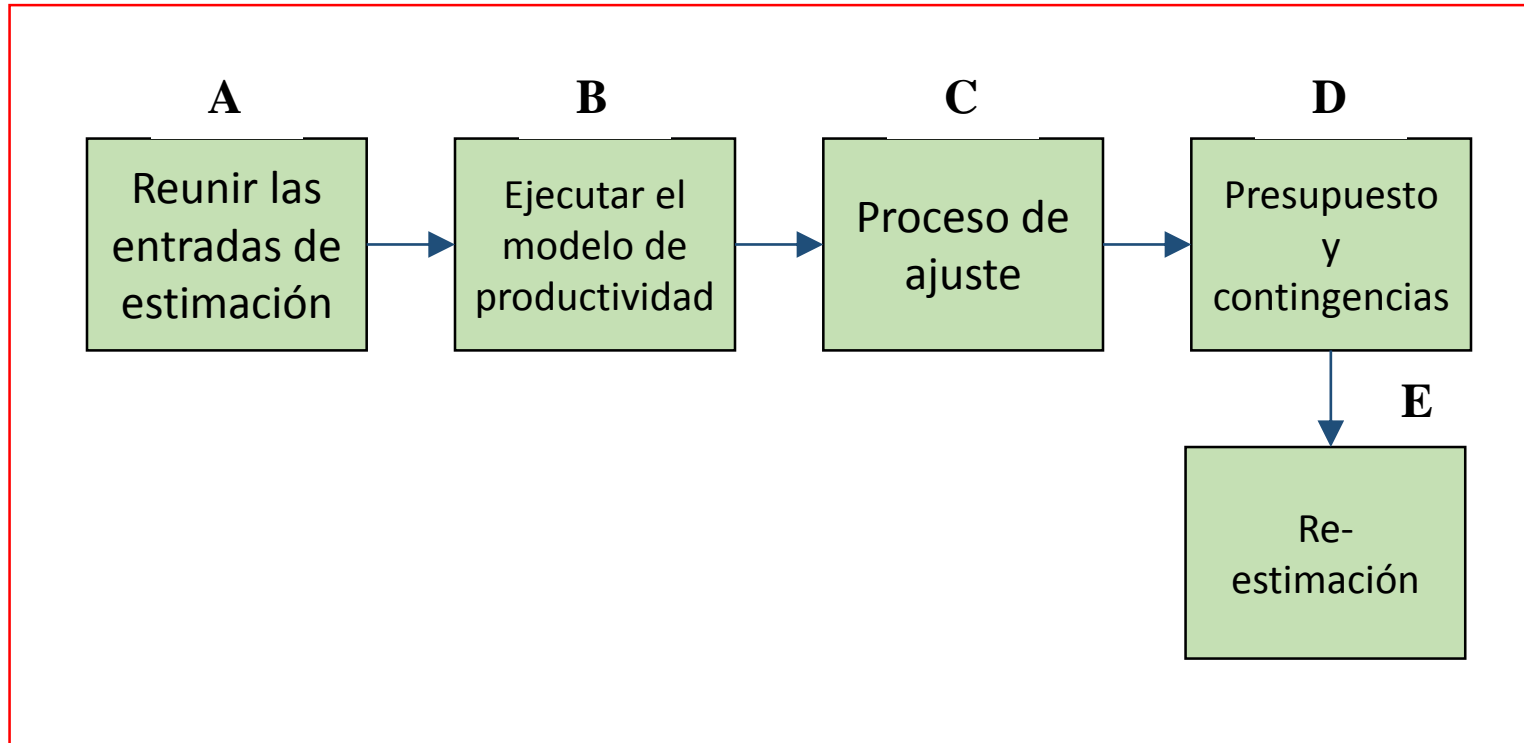 A
B
C
D
Reunir las
entradas de
estimación
Ejecutar el
modelo de
productividad
Proceso de
ajuste
Presupuesto
y
contingencias
E
Re-
estimación